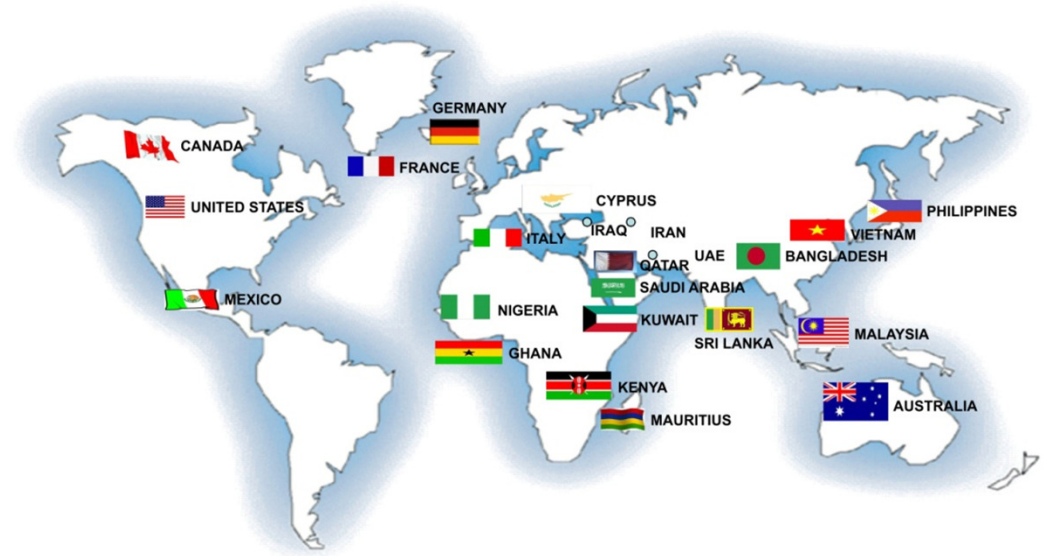 GERMANY
CANADA
FRANCE
CYPRUS
UNITED STATES
PHILIPPINES
IRAQ
IRAN
VIETNAM
ITALY
UAE
BANGLADESH
QATAR
SAUDI ARABIA
MEXICO
NIGERIA
KUWAIT
SRI LANKA
MALAYSIA
GHANA
KENYA
AUSTRALIA
MAURITIUS